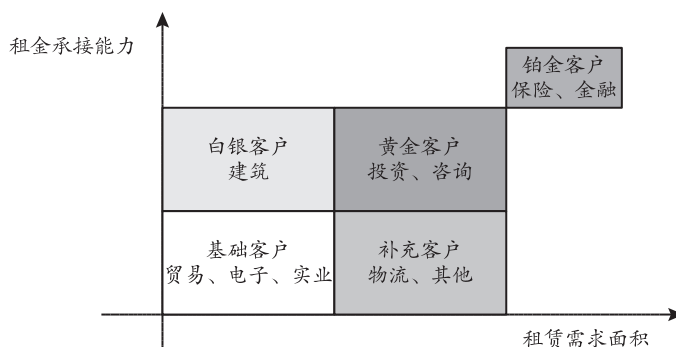 租金承接能力
铂金客户
保险、金融
白银客户
建筑
黄金客户
投资、咨询
基础客户
贸易、电子、实业
补充客户
物流、其他
租赁需求面积